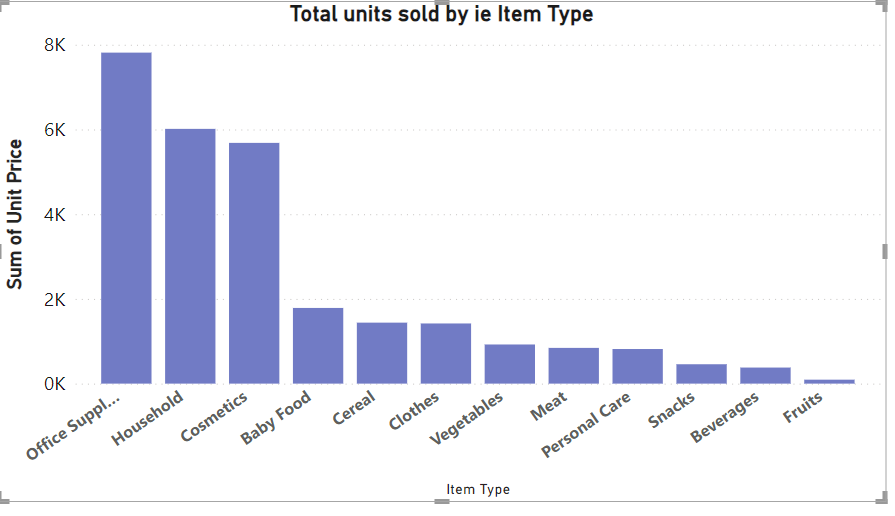 Total units sold by ie Item Type
Sum of Unit Price
8K
6K
4K
2K
0K
Office Suppl...
Household
Cosmetics
Baby Food
Cereal
Clothes
Vegetables
Meat
Personal Care
Snacks
Beverages
Fruits
Item Type